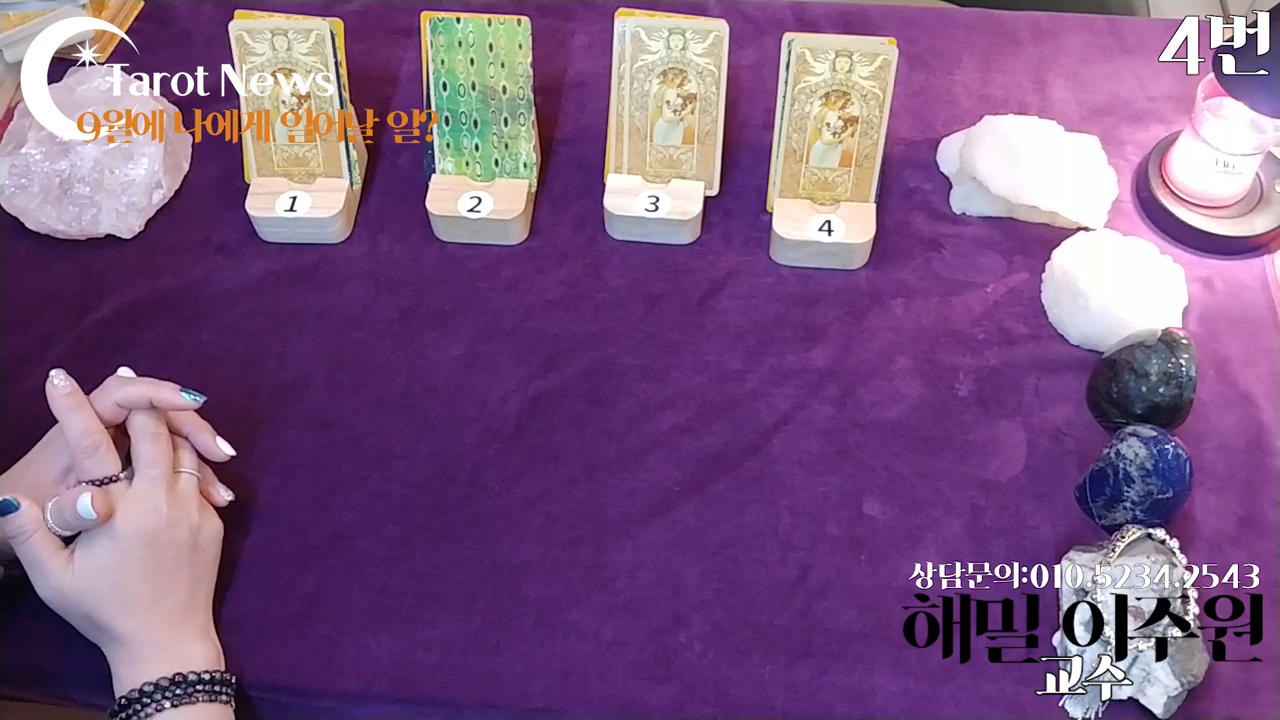 Tarot News
9월에 나에게 일어날 일?
4번
1
2
3
4
상담문의:010.5234.2543
해밀 이주원
교수